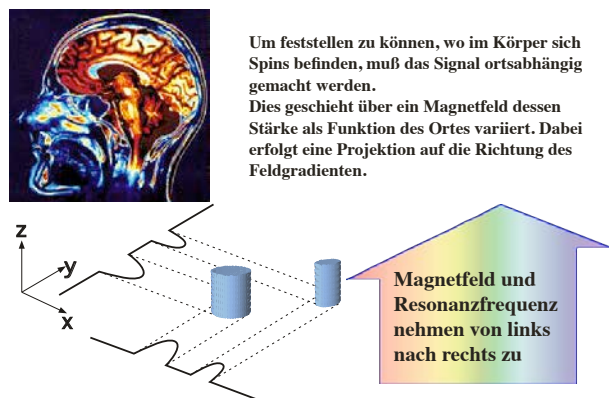 Um feststellen zu können, wo im Körper sich
Spins befinden, muß das Signal ortsabhängig
gemacht werden.
Dies geschieht über ein Magnetfeld dessen
Stärke als Funktion des Ortes variiert. Dabei
erfolgt eine Projektion auf die Richtung des
Feldgradienten.
z
y
x
Magnetfeld und
Resonanzfrequenz
nehmen von links
nach rechts zu